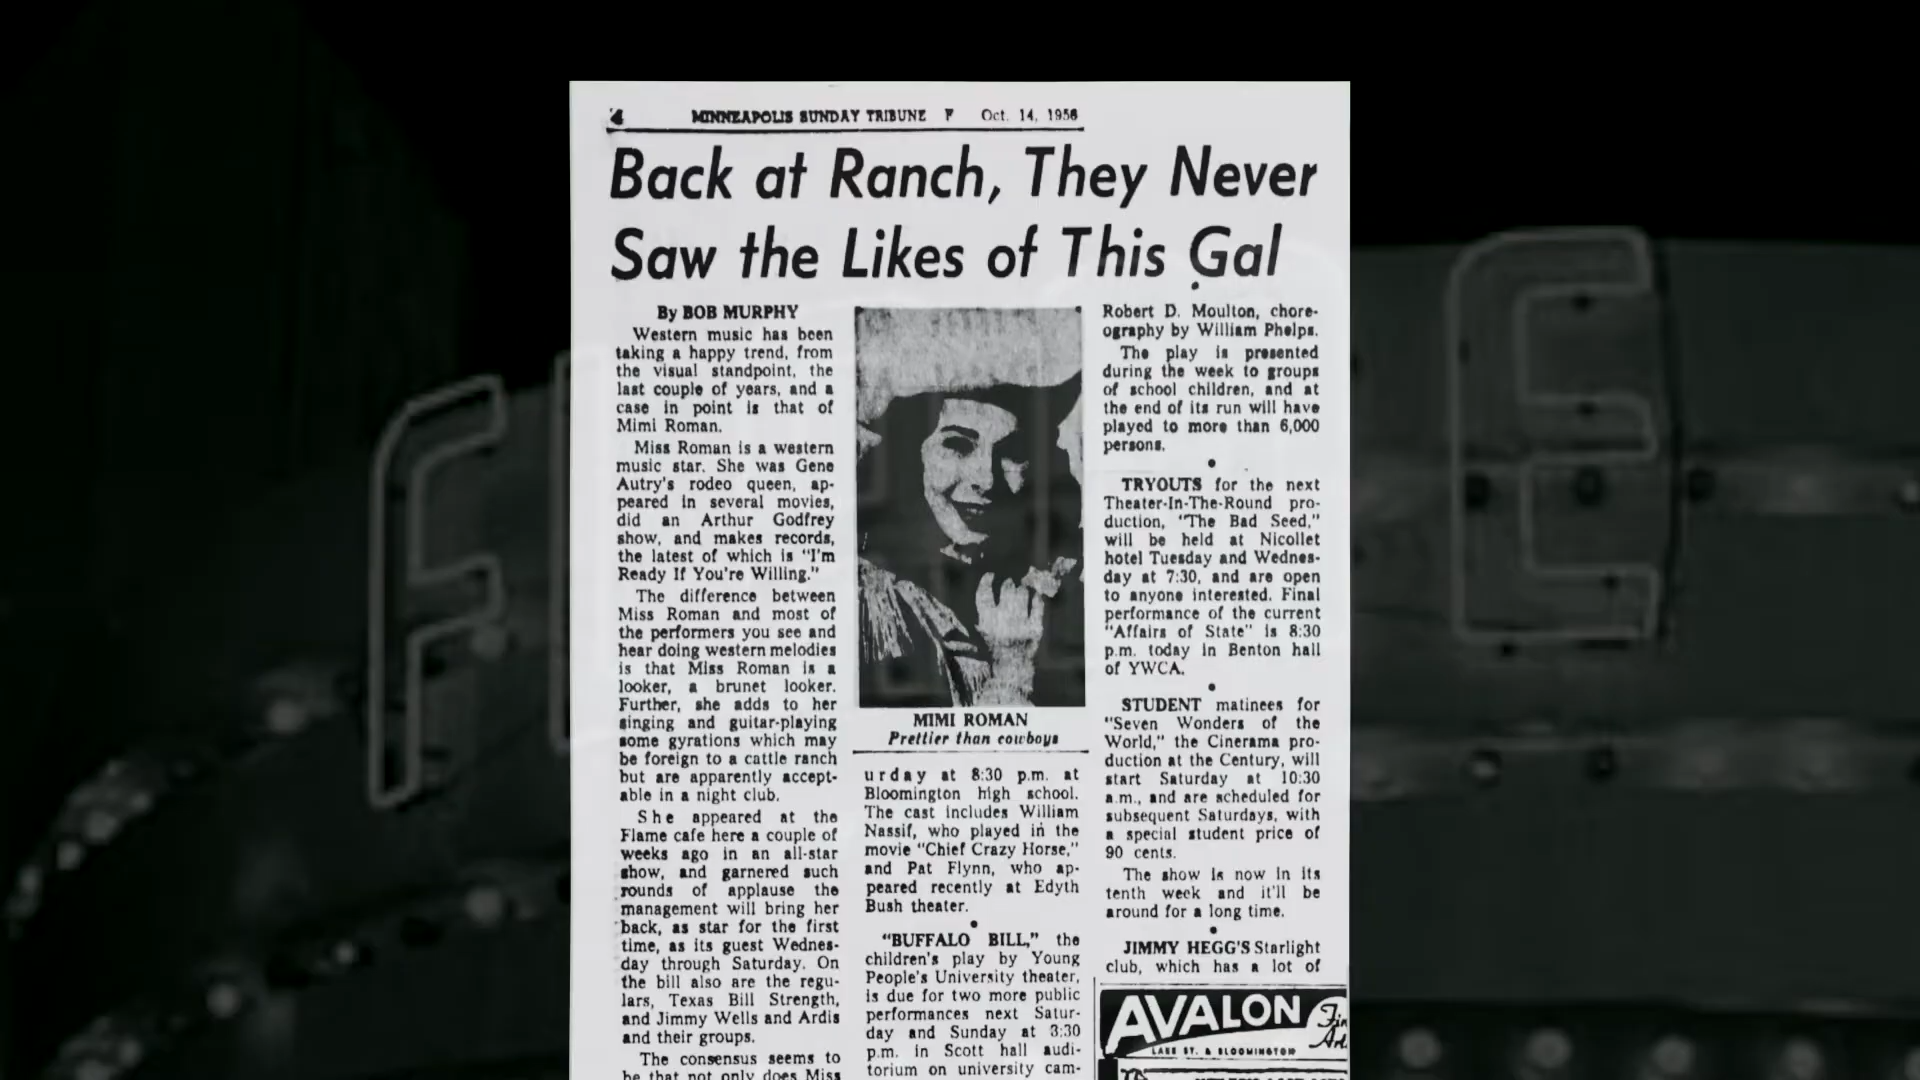 4 MINNEAPOLIS SUNDAY TRIBUNE F Oct. 14, 1956
Back at Ranch, They Never
Saw the Likes of This Gal
By BOB MURPHY
Western music has been
taking a happy trend, from
the visual standpoint, the
last couple of years, and a
case in point is that of
Mimi Roman.
Miss Roman is a western
music star. She was Gene
Autry's rodeo queen, ap-
peared in several movies,
did an Arthur Godfrey
show, and makes records,
the latest of which is "I'm
Ready If You're Willing."
The difference between
Miss Roman and most of
the performers you see and
hear doing western melodies
is that Miss Roman is a
looker, a brunet looker.
Further, she adds to her
singing and guitar-playing
some gyrations which may
be foreign to a cattle ranch
but are apparently accept-
able in a night club.
She appeared at the
Flame cafe here a couple of
weeks ago in an all-star
show, and garnered such
rounds of applause the
management will bring her
back, as star for the first
time, as its guest Wednes-
day through Saturday. On
the bill also are the regu-
lars, Texas Bill Strength,
and Jimmy Wells and Ardis
and their groups.
The consensus seems to
be that not only does Miss
MIMI ROMAN
Prettier than cowboys
urday at 8:30 p.m. at
Bloomington high school.
The cast includes William
Nassif, who played in the
movie "Chief Crazy Horse,"
and Pat Flynn, who ap-
peared recently at Edyth
Bush theater.
"BUFFALO BILL," the
children's play by Young
People's University theater,
is due for two more public
performances next Satur-
day and Sunday at 3:30
p.m. in Scott hall audi-
torium on university cam-
Robert D. Moulton, chore-
ography by William Phelps.
The play is presented
during the week to groups
of school children, and at
the end of its run will have
played to more than 6,000
persons.
TRYOUTS for the next
Theater-In-The-Round pro-
duction, "The Bad Seed,"
will be held at Nicollet
hotel Tuesday and Wednes-
day at 7:30, and are open
to anyone interested. Final
performance of the current
"Affairs of State" is 8:30
p.m. today in Benton hall
of YWCA.
STUDENT matinees for
"Seven Wonders of the
World," the Cinerama pro-
duction at the Century, will
start Saturday at 10:30
a.m., and are scheduled for
subsequent Saturdays, with
a special student price of
90 cents.
The show is now in its
tenth week and it'll be
around for a long time.
JIMMY HEGG'S Starlight
club, which has a lot of
AVALON
LAKE ST. & BLOOMINGTON
F
E